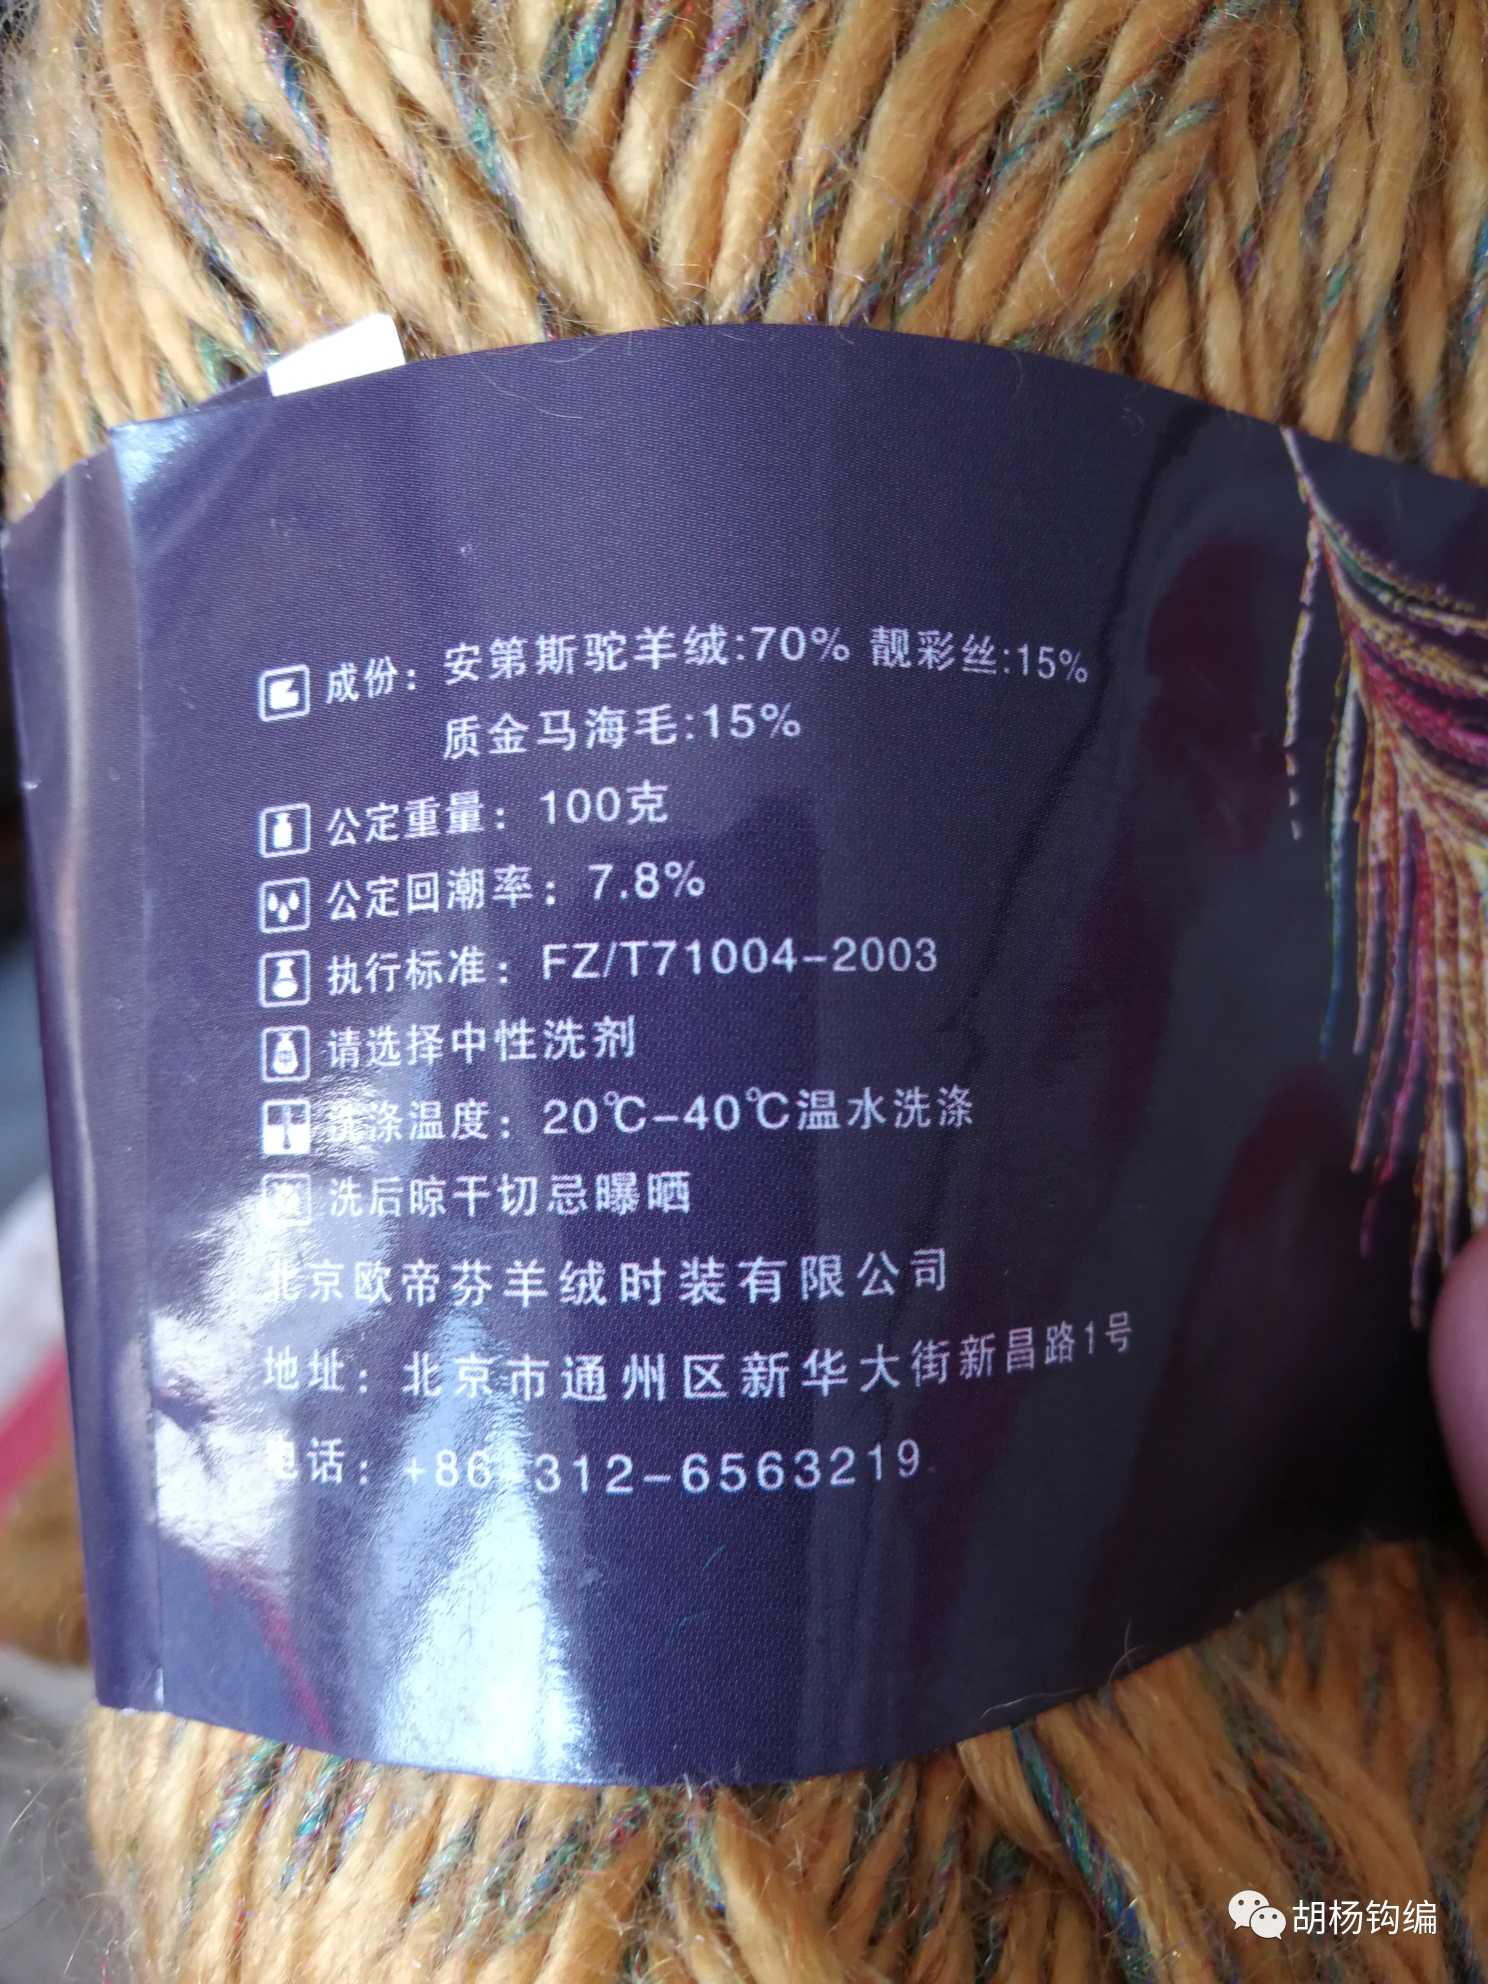 成份：安第斯驼羊绒:70% 靓彩丝:15%
质金马海毛:15%
公定重量：100克
公定回潮率：7.8%
执行标准：FZ/T71004-2003
请选择中性洗剂
洗涤温度：20℃-40℃温水洗涤
洗后晾干切忌曝晒
北京欧帝芬羊绒时装有限公司
地址：北京市通州区新华大街新昌路1号
电话：+86-312-6563219
胡杨钩编